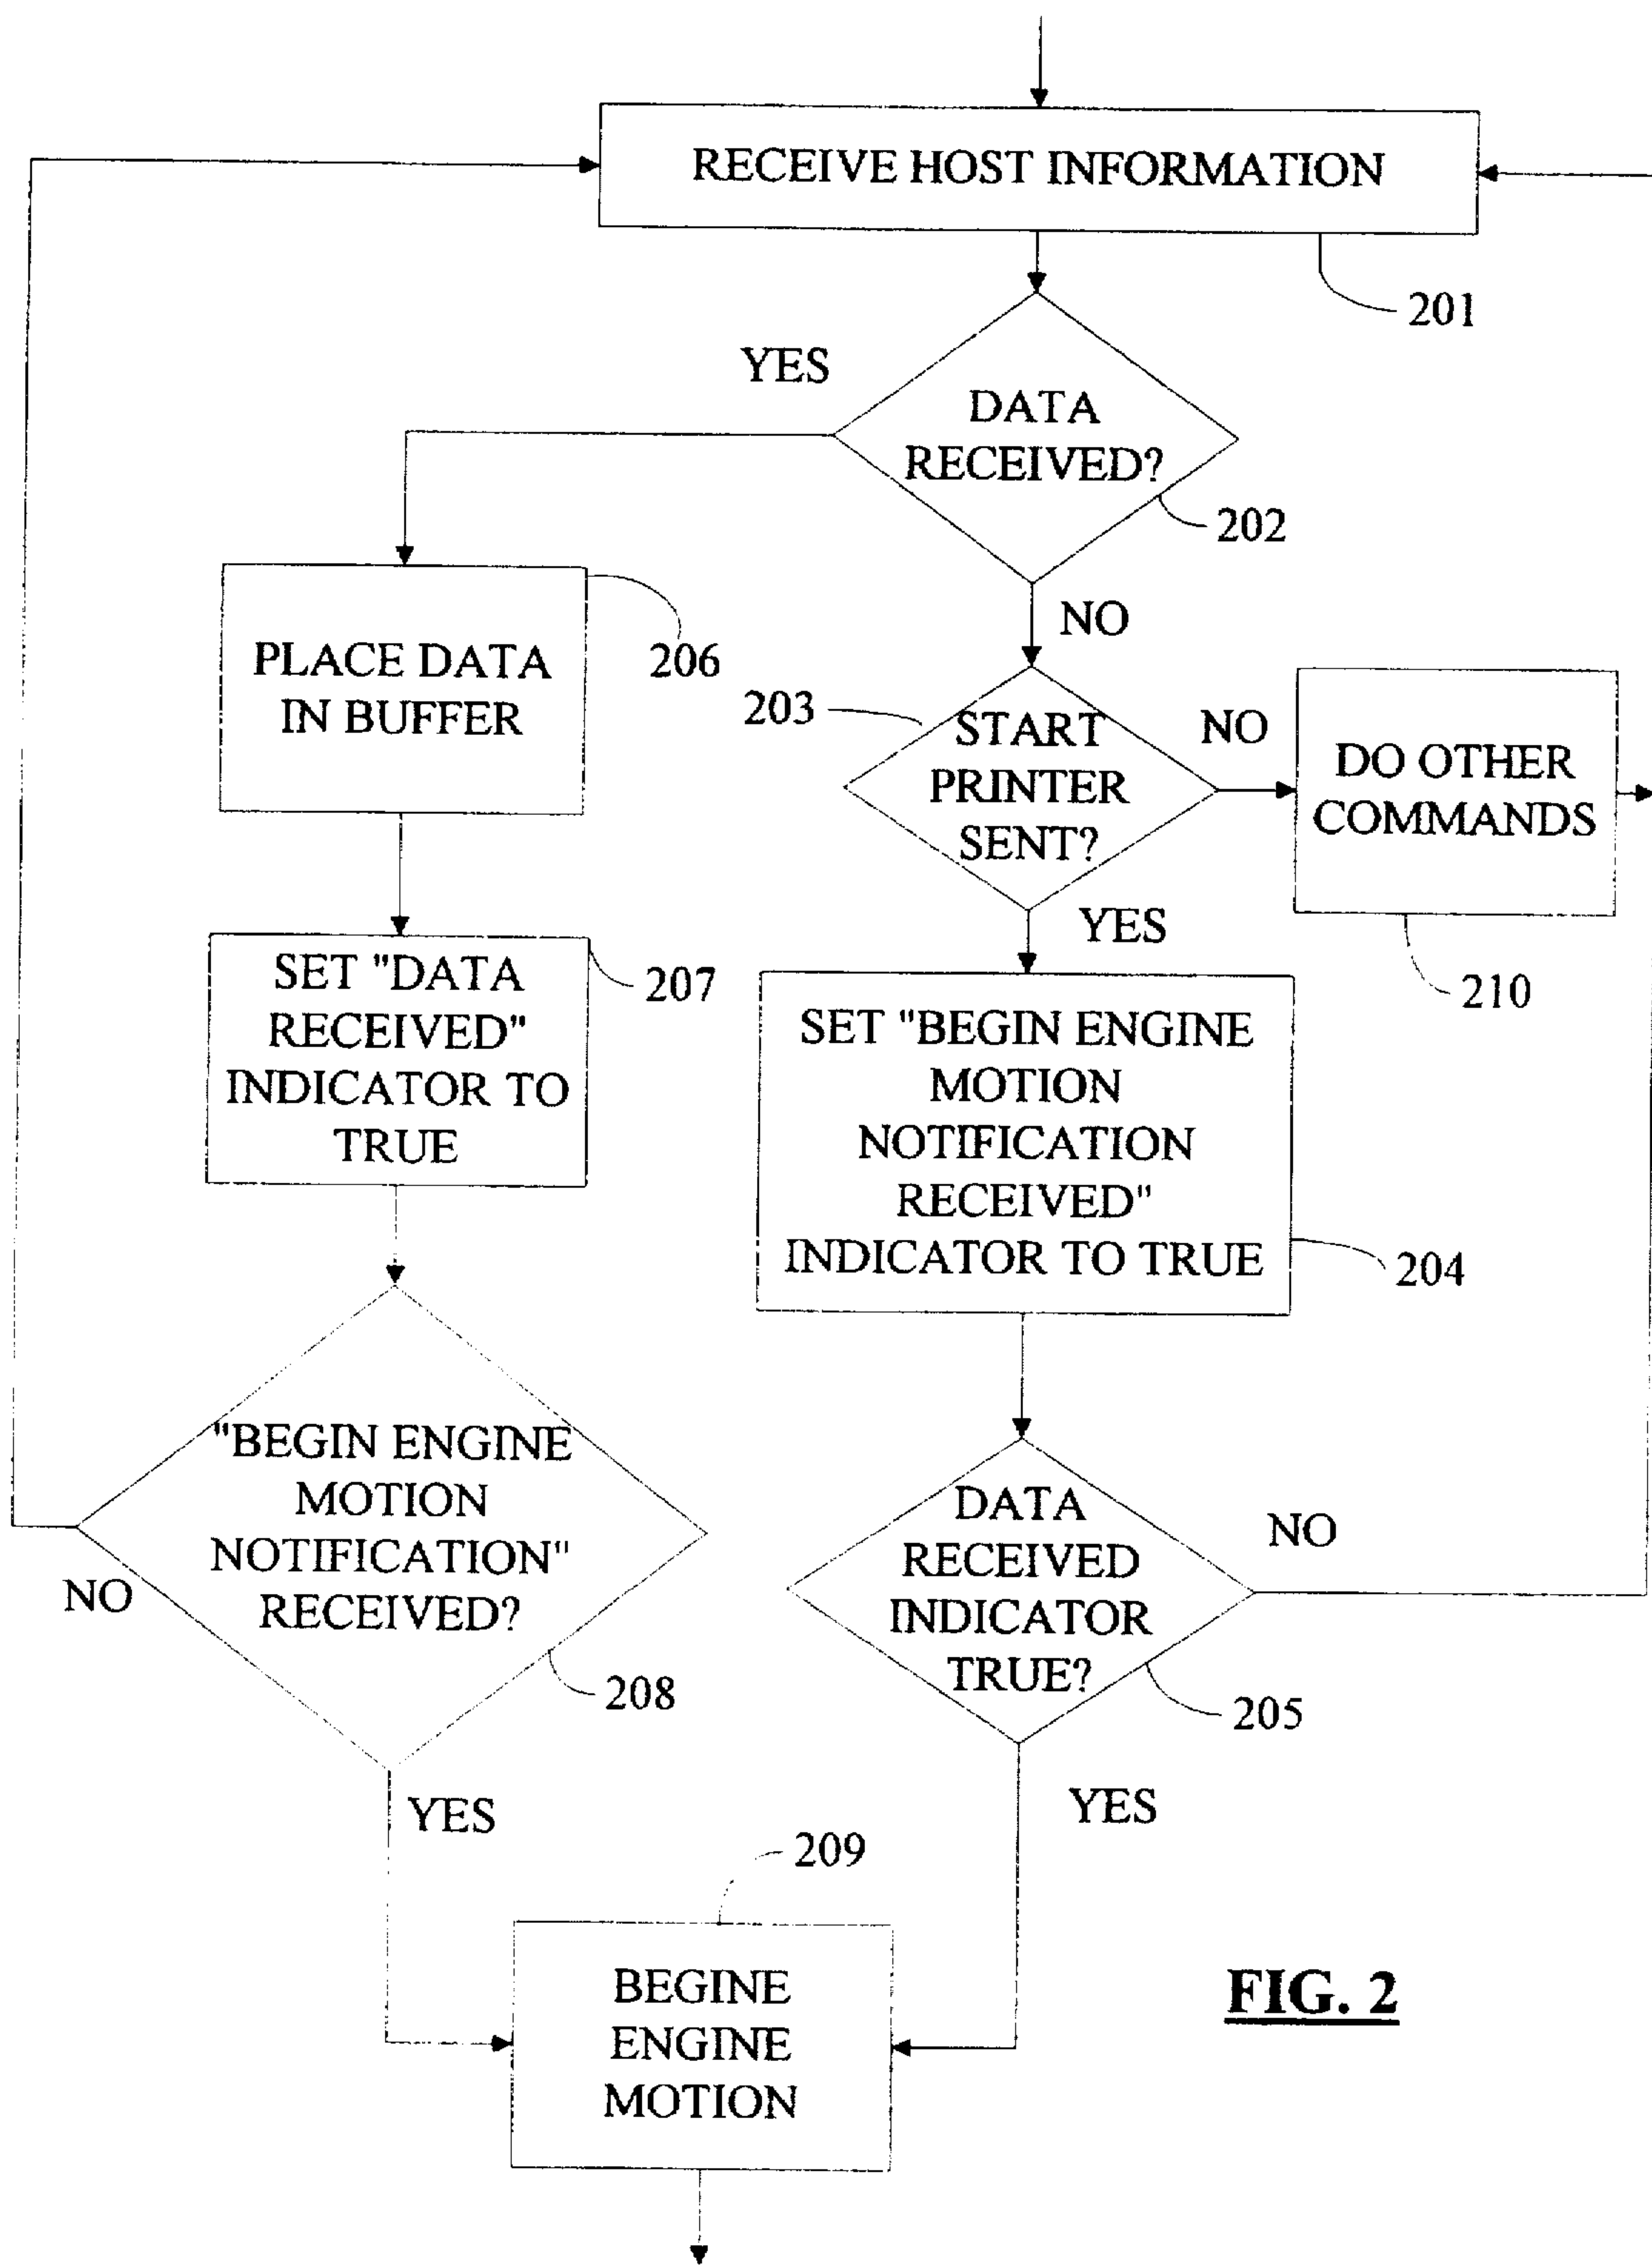 RECEIVE HOST INFORMATION
201
YES
DATA
RECEIVED?
202
NO
PLACE DATA
IN BUFFER
206
203
START
PRINTER
SENT?
NO
DO OTHER
COMMANDS
210
YES
SET "DATA
RECEIVED"
INDICATOR TO
TRUE
207
SET "BEGIN ENGINE
MOTION
NOTIFICATION
RECEIVED"
INDICATOR TO TRUE
204
"BEGIN ENGINE
MOTION
NOTIFICATION"
RECEIVED?
NO
208
DATA
RECEIVED
INDICATOR
TRUE?
NO
205
YES
YES
209
BEGINE
ENGINE
MOTION
FIG. 2